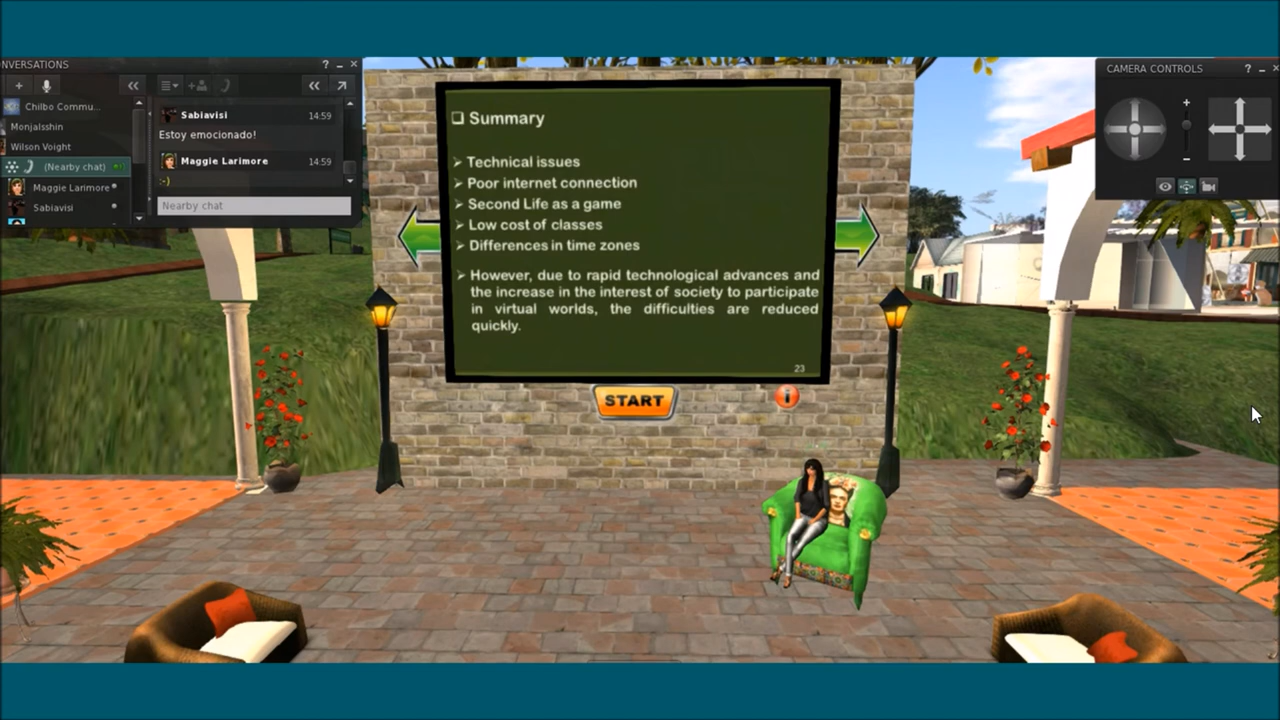 NVERSATIONS
Chilbo Commu...
Monjalsshin
Wilson Voight
(Nearby chat)
Maggie Larimore
Sabiavisi
Sabiavisi 14:59
Estoy emocionado!
Maggie Larimore 14:59
:-)
Nearby chat
❑ Summary
➢ Technical issues
➢ Poor internet connection
➢ Second Life as a game
➢ Low cost of classes
➢ Differences in time zones
➢ However, due to rapid technological advances and
the increase in the interest of society to participate
in virtual worlds, the difficulties are reduced
quickly.
23
START
i
CAMERA CONTROLS